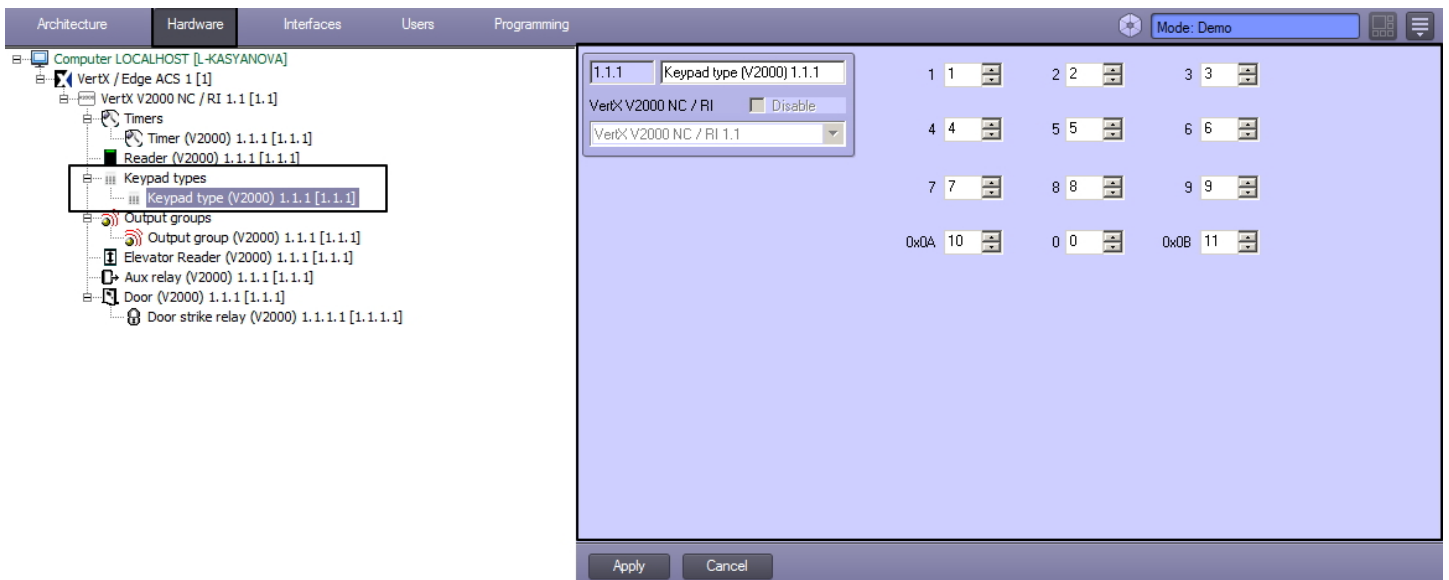 Architecture Hardware Interfaces Users Programming Mode: Demo
Computer LOCALHOST [L-KASYANOVA]
VertX / Edge ACS 1 [1]
VertX V2000 NC / RI 1.1 [1.1]
Timers
Timer (V2000) 1.1.1 [1.1.1]
Reader (V2000) 1.1.1 [1.1.1]
Keypad types
Keypad type (V2000) 1.1.1 [1.1.1]
Output groups
Output group (V2000) 1.1.1 [1.1.1]
Elevator Reader (V2000) 1.1.1 [1.1.1]
Aux relay (V2000) 1.1.1 [1.1.1]
Door (V2000) 1.1.1 [1.1.1]
Door strike relay (V2000) 1.1.1.1 [1.1.1.1]
1.1.1 Keypad type (V2000) 1.1.1
VertX V2000 NC / RI Disable
VertX V2000 NC / RI 1.1
1 1 2 2 3 3
4 4 5 5 6 6
7 7 8 8 9 9
0x0A 10 0 0 0x0B 11
Apply Cancel